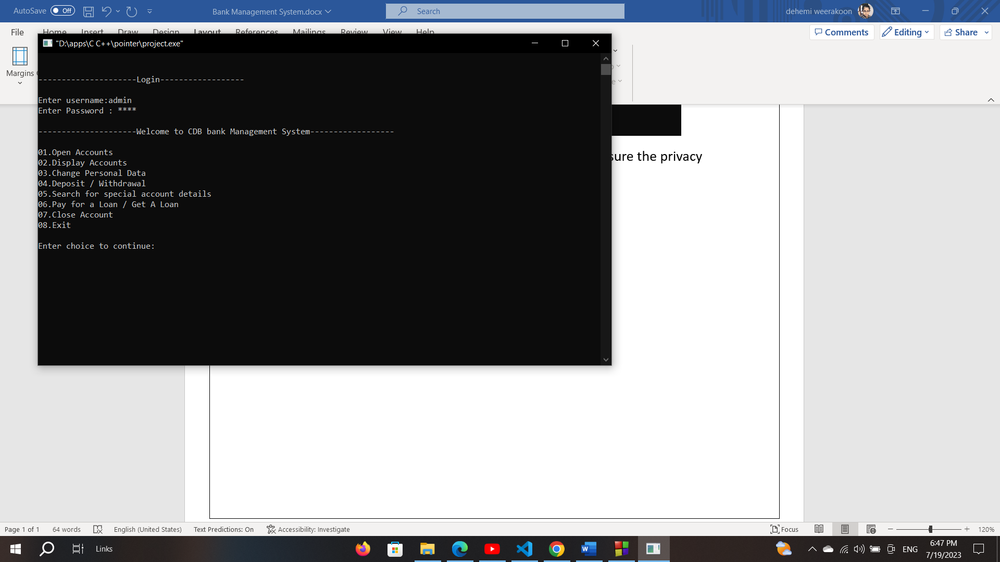 AutoSave Off Bank Management System.docx Search dehemi weerakoon
File Home Insert Draw Design Layout References Mailings Review View Help Comments Editing Share
"D:\apps\C C++\pointer\project.exe"
Margins
---------------------Login------------------
Enter username:admin
Enter Password : ****
---------------------Welcome to CDB bank Management System------------------
01.Open Accounts
02.Display Accounts
03.Change Personal Data
04.Deposit / Withdrawal
05.Search for special account details
06.Pay for a Loan / Get A Loan
07.Close Account
08.Exit
Enter choice to continue:
sure the privacy
Page 1 of 1 64 words English (United States) Text Predictions: On Accessibility: Investigate Focus 120%
Links ENG 6:47 PM
7/19/2023